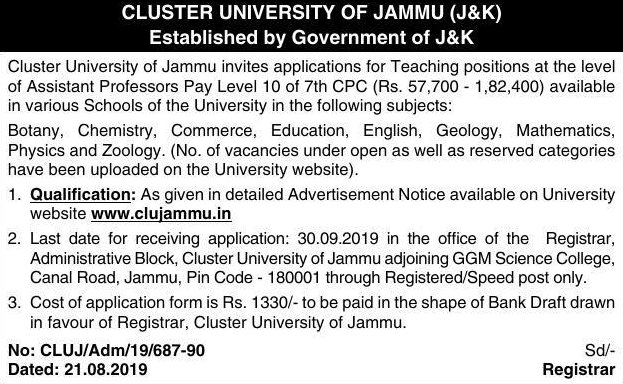 CLUSTER UNIVERSITY OF JAMMU (J&K)
Established by Government of J&K
Cluster University of Jammu invites applications for Teaching positions at the level
of Assistant Professors Pay Level 10 of 7th CPC (Rs. 57,700 - 1,82,400) available
in various Schools of the University in the following subjects:
Botany, Chemistry, Commerce, Education, English, Geology, Mathematics,
Physics and Zoology. (No. of vacancies under open as well as reserved categories
have been uploaded on the University website).
1. Qualification: As given in detailed Advertisement Notice available on University
website www.clujammu.in
2. Last date for receiving application: 30.09.2019 in the office of the Registrar,
Administrative Block, Cluster University of Jammu adjoining GGM Science College,
Canal Road, Jammu, Pin Code - 180001 through Registered/Speed post only.
3. Cost of application form is Rs. 1330/- to be paid in the shape of Bank Draft drawn
in favour of Registrar, Cluster University of Jammu.
No: CLUJ/Adm/19/687-90 Sd/-
Dated: 21.08.2019 Registrar